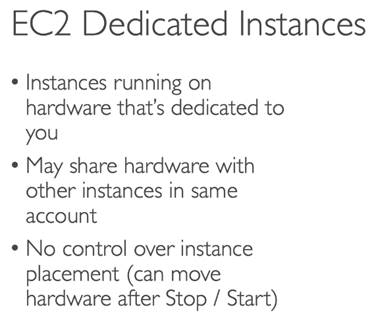 EC2 Dedicated Instances
• Instances running on
hardware that's dedicated to
you
• May share hardware with
other instances in same
account
• No control over instance
placement (can move
hardware after Stop / Start)